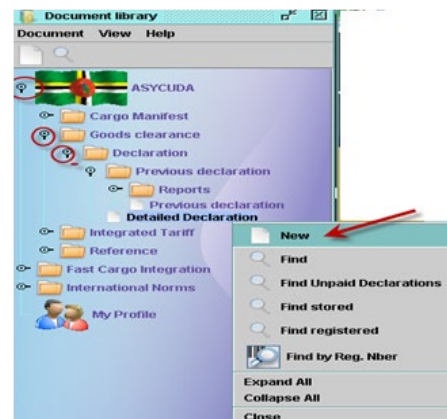 Document library
Document View Help
ASYCUDA
Cargo Manifest
Goods clearance
Declaration
Previous declaration
Reports
Previous declaration
Detailed Declaration
Integrated Tariff
Reference
Fast Cargo Integration
International Norms
My Profile
New
Find
Find Unpaid Declarations
Find stored
Find registered
Find by Reg. Nber
Expand All
Collapse All
Close